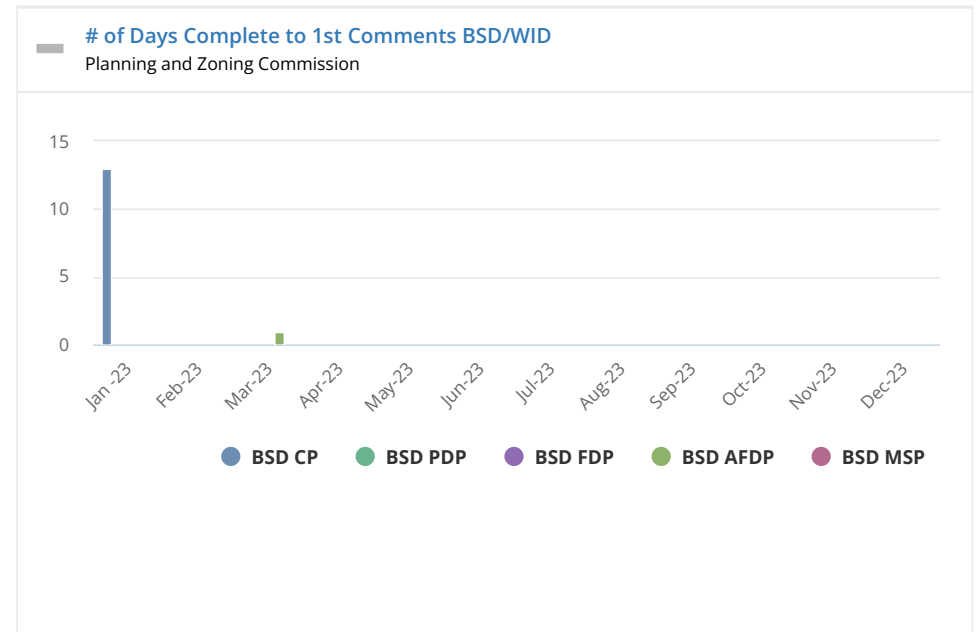 # of Days Complete to 1st Comments BSD/WID
Planning and Zoning Commission
15
10
5
0
Jan -23 Feb-23 Mar-23 Apr-23 May-23 Jun-23 Jul-23 Aug-23 Sep-23 Oct-23 Nov-23 Dec-23
BSD CP BSD PDP BSD FDP BSD AFDP BSD MSP